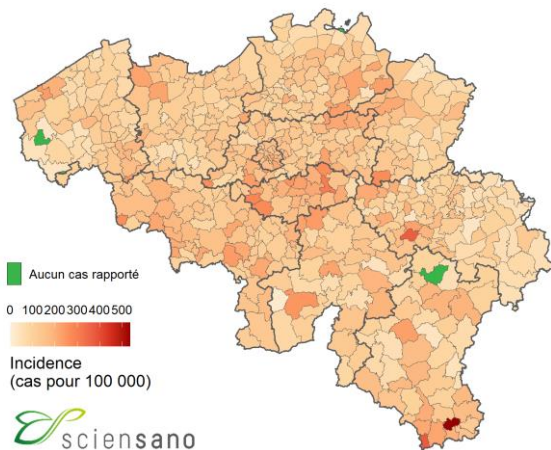 Aucun cas rapporté
0 100 200 300 400 500
Incidence
(cas pour 100 000)
sciensano